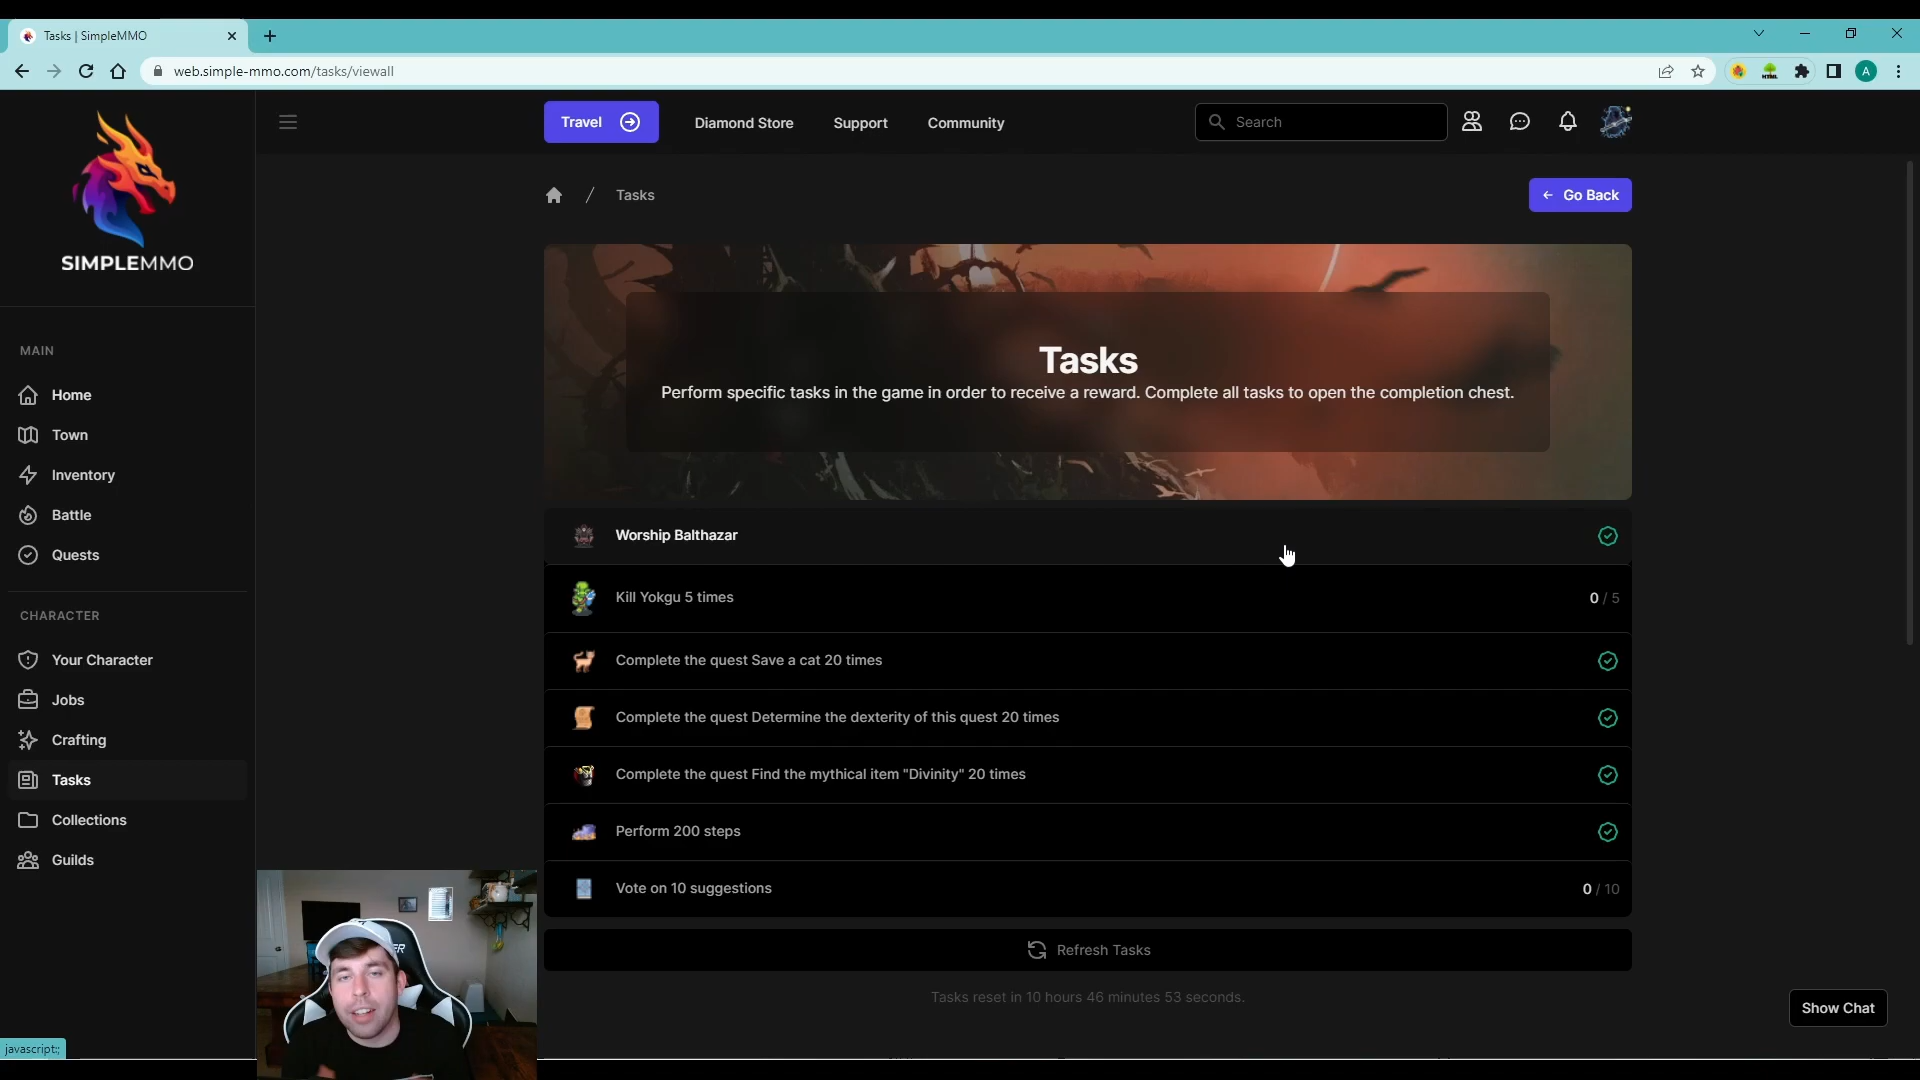 Tasks | SimpleMMO
web.simple-mmo.com/tasks/viewall
A
SIMPLEMMO
Travel
Diamond Store
Support
Community
Search
Tasks
Go Back
MAIN
Home
Town
Inventory
Battle
Quests
CHARACTER
Your Character
Jobs
Crafting
Tasks
Collections
Guilds
Tasks
Perform specific tasks in the game in order to receive a reward. Complete all tasks to open the completion chest.
Worship Balthazar
Kill Yokgu 5 times 0 / 5
Complete the quest Save a cat 20 times
Complete the quest Determine the dexterity of this quest 20 times
Complete the quest Find the mythical item "Divinity" 20 times
Perform 200 steps
Vote on 10 suggestions 0 / 10
Refresh Tasks
Tasks reset in 10 hours 46 minutes 53 seconds.
Show Chat
javascript:;